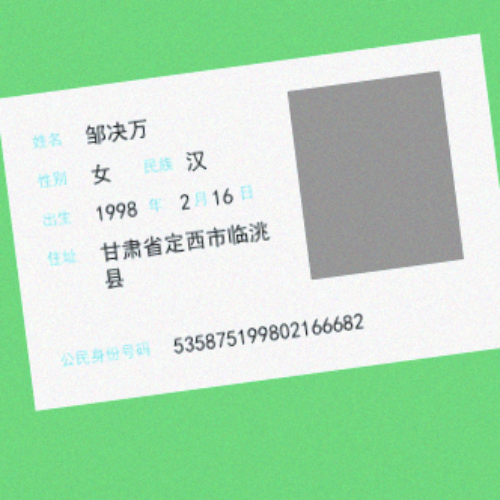 姓名 邹决万
性别 女 民族 汉
出生 1998 年 2 月 16 日
住址 甘肃省定西市临洮
县
公民身份号码 535875199802166682